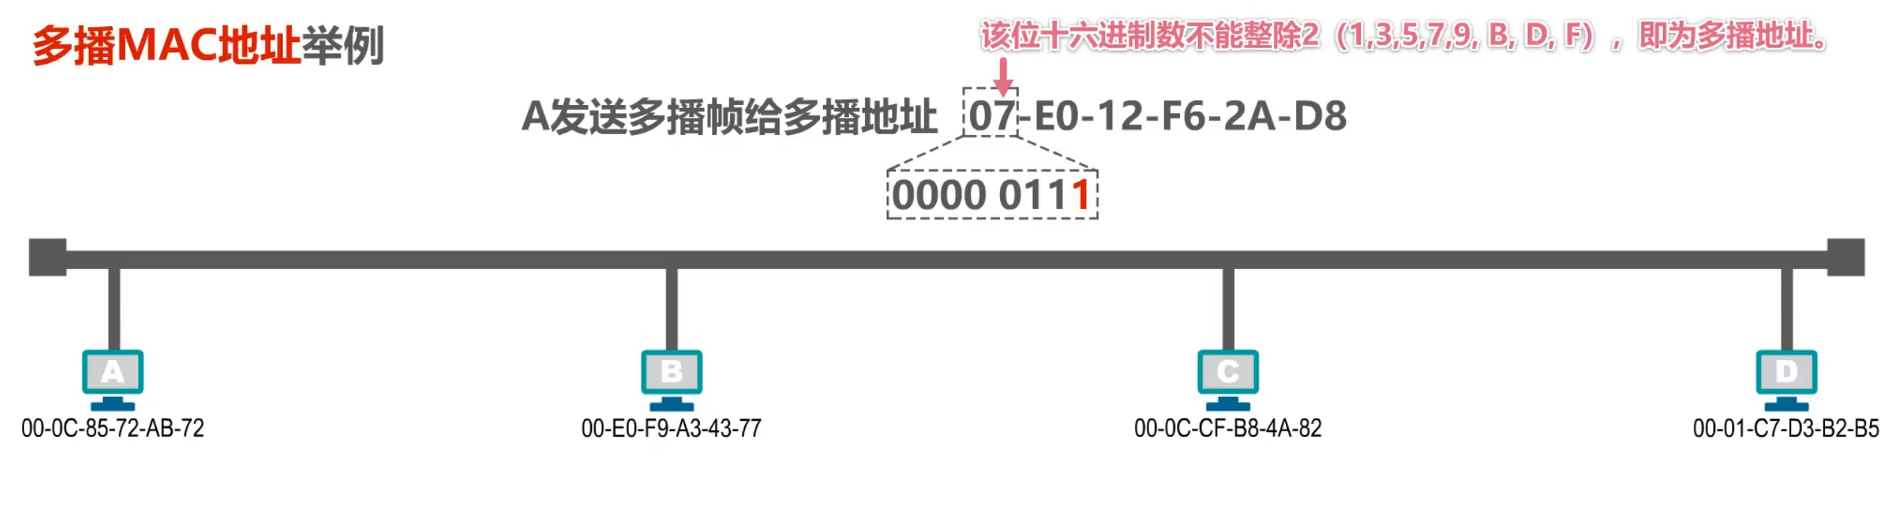 多播MAC地址举例
该位十六进制数不能整除2（1,3,5,7,9, B, D, F），即为多播地址。
A发送多播帧给多播地址 07-E0-12-F6-2A-D8
0000 0111
A
B
C
D
00-0C-85-72-AB-72
00-E0-F9-A3-43-77
00-0C-CF-B8-4A-82
00-01-C7-D3-B2-B5